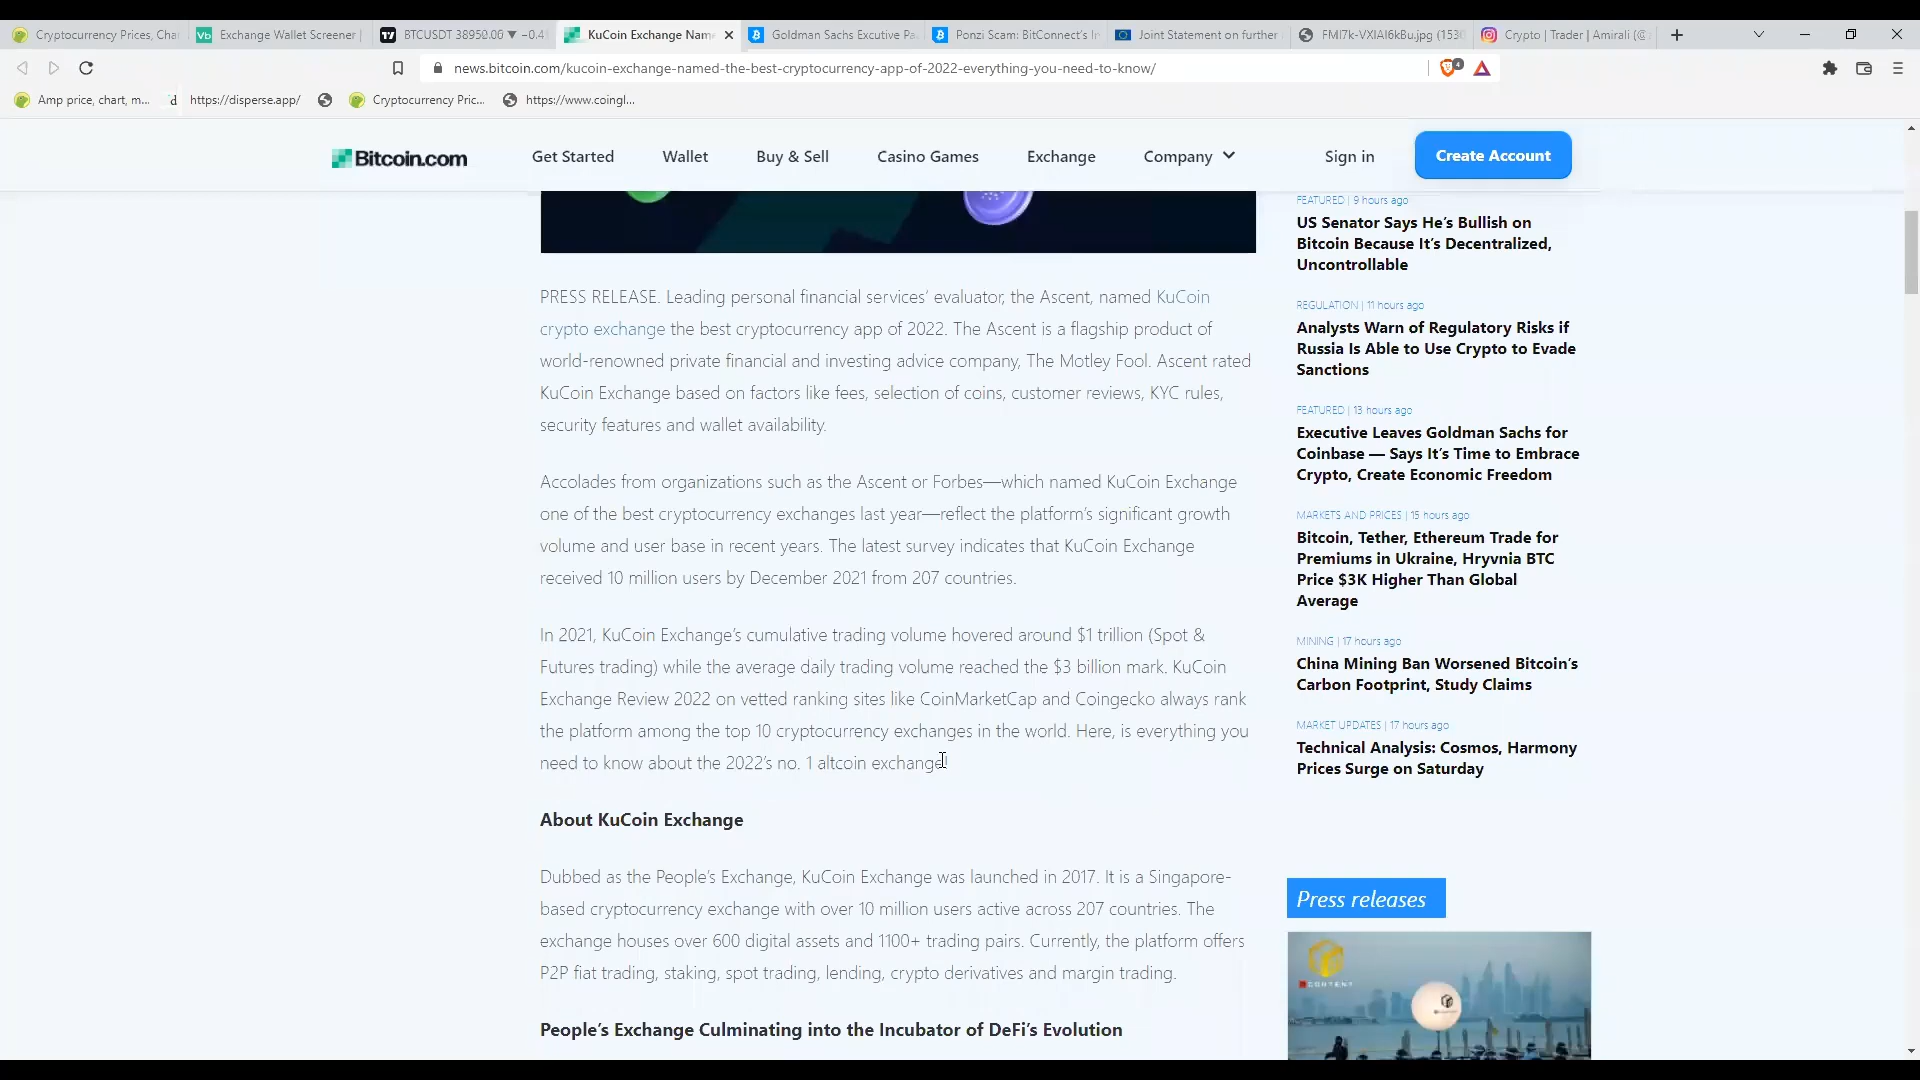 Cryptocurrency Prices, Cha
Exchange Wallet Screener |
BTCUSDT 38950.00 ▼ −0.4
KuCoin Exchange Nam
Goldman Sachs Excutive Pa
Ponzi Scam: BitConnect's In
Joint Statement on further
FMI7k-VXIAI6kBu.jpg (1530
Crypto | Trader | Amirali (@
news.bitcoin.com/kucoin-exchange-named-the-best-cryptocurrency-app-of-2022-everything-you-need-to-know/
4
Amp price, chart, m...
d https://disperse.app/
Cryptocurrency Pric...
https://www.coingl...
Bitcoin.com
Get Started
Wallet
Buy & Sell
Casino Games
Exchange
Company
Sign in
Create Account
PRESS RELEASE. Leading personal financial services’ evaluator, the Ascent, named KuCoin
crypto exchange the best cryptocurrency app of 2022. The Ascent is a flagship product of
world-renowned private financial and investing advice company, The Motley Fool. Ascent rated
KuCoin Exchange based on factors like fees, selection of coins, customer reviews, KYC rules,
security features and wallet availability.
Accolades from organizations such as the Ascent or Forbes—which named KuCoin Exchange
one of the best cryptocurrency exchanges last year—reflect the platform’s significant growth
volume and user base in recent years. The latest survey indicates that KuCoin Exchange
received 10 million users by December 2021 from 207 countries.
In 2021, KuCoin Exchange’s cumulative trading volume hovered around $1 trillion (Spot &
Futures trading) while the average daily trading volume reached the $3 billion mark. KuCoin
Exchange Review 2022 on vetted ranking sites like CoinMarketCap and Coingecko always rank
the platform among the top 10 cryptocurrency exchanges in the world. Here, is everything you
need to know about the 2022’s no. 1 altcoin exchange!
About KuCoin Exchange
Dubbed as the People’s Exchange, KuCoin Exchange was launched in 2017. It is a Singapore-
based cryptocurrency exchange with over 10 million users active across 207 countries. The
exchange houses over 600 digital assets and 1100+ trading pairs. Currently, the platform offers
P2P fiat trading, staking, spot trading, lending, crypto derivatives and margin trading.
People’s Exchange Culminating into the Incubator of DeFi’s Evolution
FEATURED | 9 hours ago
US Senator Says He’s Bullish on
Bitcoin Because It’s Decentralized,
Uncontrollable
REGULATION | 11 hours ago
Analysts Warn of Regulatory Risks if
Russia Is Able to Use Crypto to Evade
Sanctions
FEATURED | 13 hours ago
Executive Leaves Goldman Sachs for
Coinbase — Says It’s Time to Embrace
Crypto, Create Economic Freedom
MARKETS AND PRICES | 15 hours ago
Bitcoin, Tether, Ethereum Trade for
Premiums in Ukraine, Hryvnia BTC
Price $3K Higher Than Global
Average
MINING | 17 hours ago
China Mining Ban Worsened Bitcoin’s
Carbon Footprint, Study Claims
MARKET UPDATES | 17 hours ago
Technical Analysis: Cosmos, Harmony
Prices Surge on Saturday
Press releases